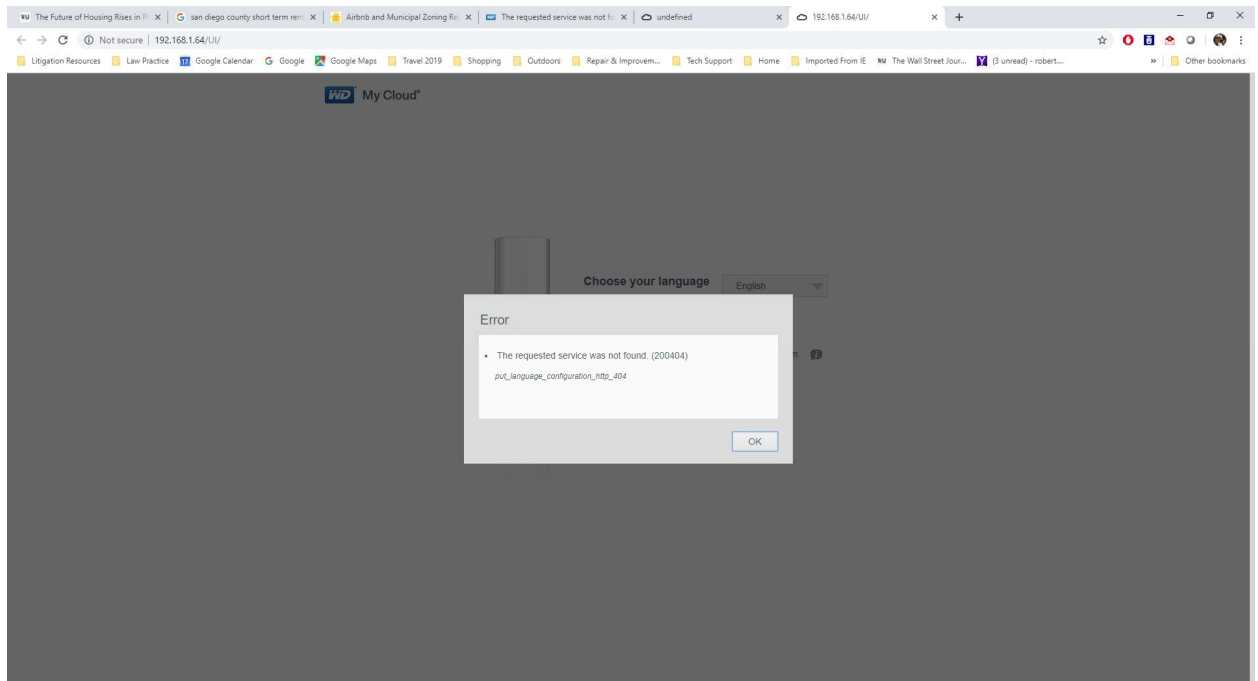 The Future of Housing Rises in P
san diego county short term rent
Airbnb and Municipal Zoning Re
The requested service was not fo
undefined
192.168.1.64/UI/
Not secure | 192.168.1.64/UI/
Litigation Resources Law Practice Google Calendar Google Google Maps Travel 2019 Shopping Outdoors Repair & Improvem... Tech Support Home Imported From IE The Wall Street Jour... (3 unread) - robert.... » Other bookmarks
WD My Cloud®
Choose your language English
Error
• The requested service was not found. (200404)
put_language_configuration_http_404
OK